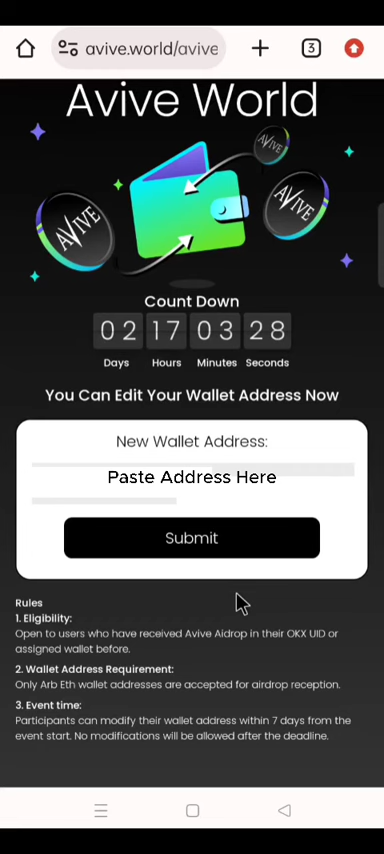 avive.world/avive
3
Avive World
AVIVE
AVIVE
AVIVE
Count Down
02 17 03 28
Days Hours Minutes Seconds
You Can Edit Your Wallet Address Now
New Wallet Address:
Paste Address Here
Submit
Rules
1. Eligibility:
Open to users who have received Avive Aidrop in their OKX UID or
assigned wallet before.
2. Wallet Address Requirement:
Only Arb Eth wallet addresses are accepted for airdrop reception.
3. Event time:
Participants can modify their wallet address within 7 days from the
event start. No modifications will be allowed after the deadline.